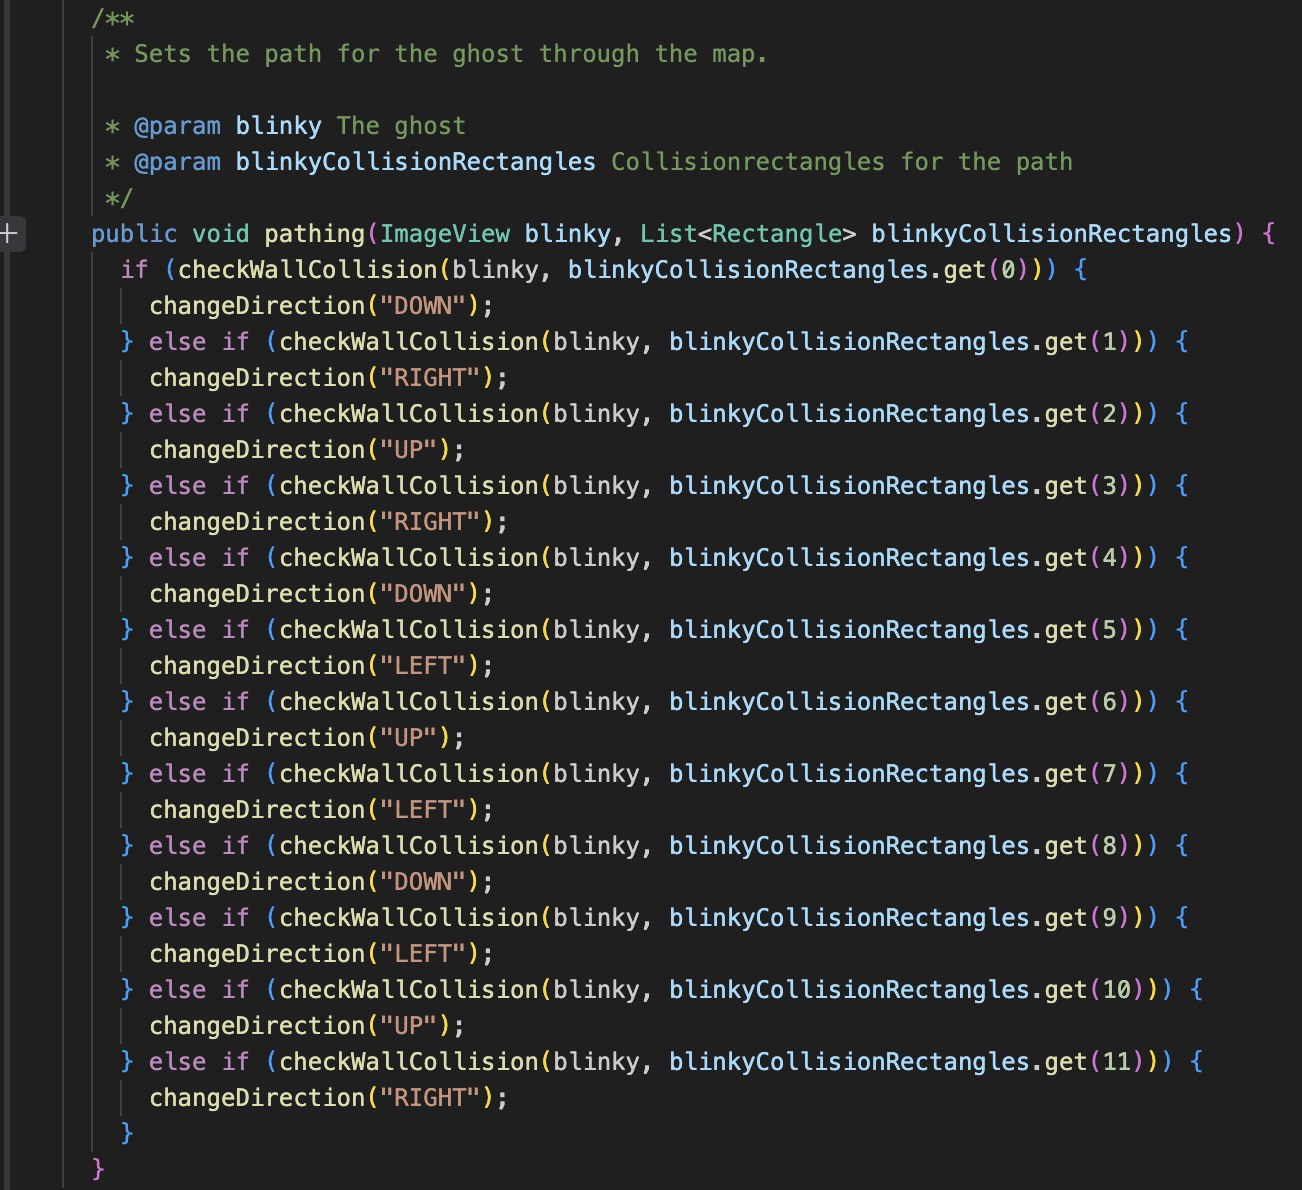 /**
 * Sets the path for the ghost through the map.

 * @param blinky The ghost
 * @param blinkyCollisionRectangles Collisionrectangles for the path
 */
public void pathing(ImageView blinky, List<Rectangle> blinkyCollisionRectangles) {
  if (checkWallCollision(blinky, blinkyCollisionRectangles.get(0))) {
    changeDirection("DOWN");
  } else if (checkWallCollision(blinky, blinkyCollisionRectangles.get(1))) {
    changeDirection("RIGHT");
  } else if (checkWallCollision(blinky, blinkyCollisionRectangles.get(2))) {
    changeDirection("UP");
  } else if (checkWallCollision(blinky, blinkyCollisionRectangles.get(3))) {
    changeDirection("RIGHT");
  } else if (checkWallCollision(blinky, blinkyCollisionRectangles.get(4))) {
    changeDirection("DOWN");
  } else if (checkWallCollision(blinky, blinkyCollisionRectangles.get(5))) {
    changeDirection("LEFT");
  } else if (checkWallCollision(blinky, blinkyCollisionRectangles.get(6))) {
    changeDirection("UP");
  } else if (checkWallCollision(blinky, blinkyCollisionRectangles.get(7))) {
    changeDirection("LEFT");
  } else if (checkWallCollision(blinky, blinkyCollisionRectangles.get(8))) {
    changeDirection("DOWN");
  } else if (checkWallCollision(blinky, blinkyCollisionRectangles.get(9))) {
    changeDirection("LEFT");
  } else if (checkWallCollision(blinky, blinkyCollisionRectangles.get(10))) {
    changeDirection("UP");
  } else if (checkWallCollision(blinky, blinkyCollisionRectangles.get(11))) {
    changeDirection("RIGHT");
  }
}